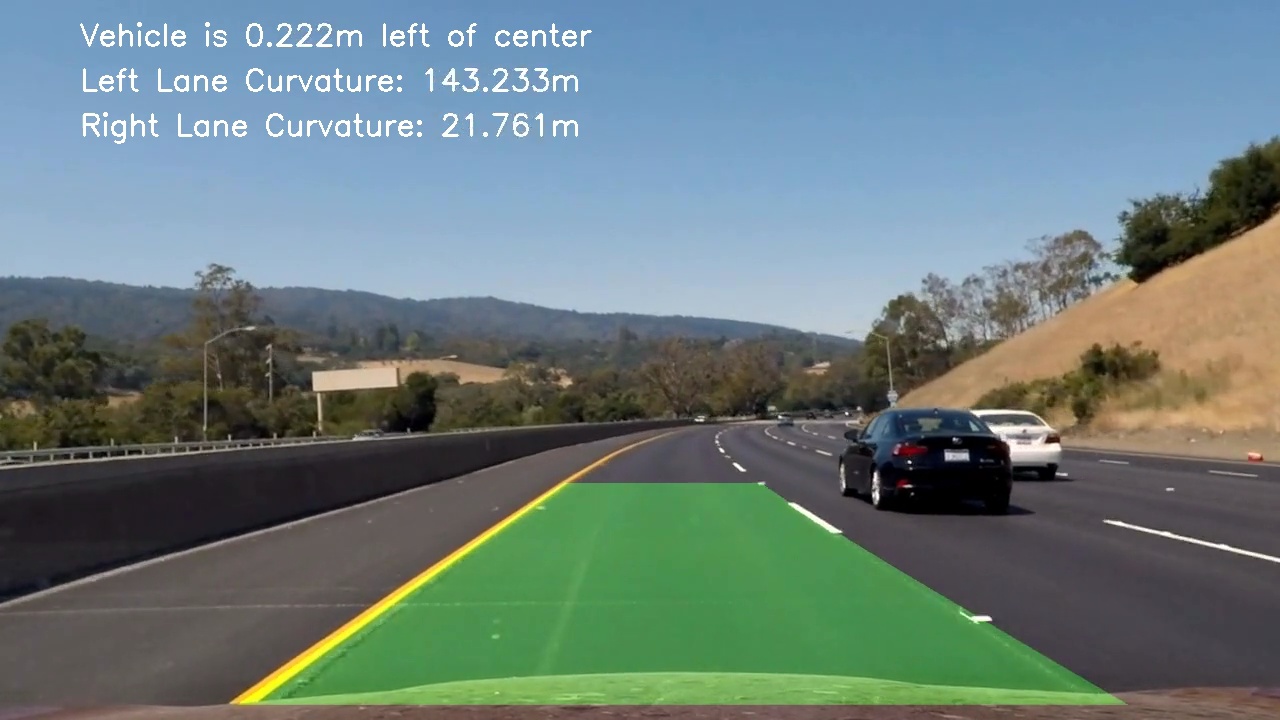 Vehicle is 0.222m left of center
Left Lane Curvature: 143.233m
Right Lane Curvature: 21.761m